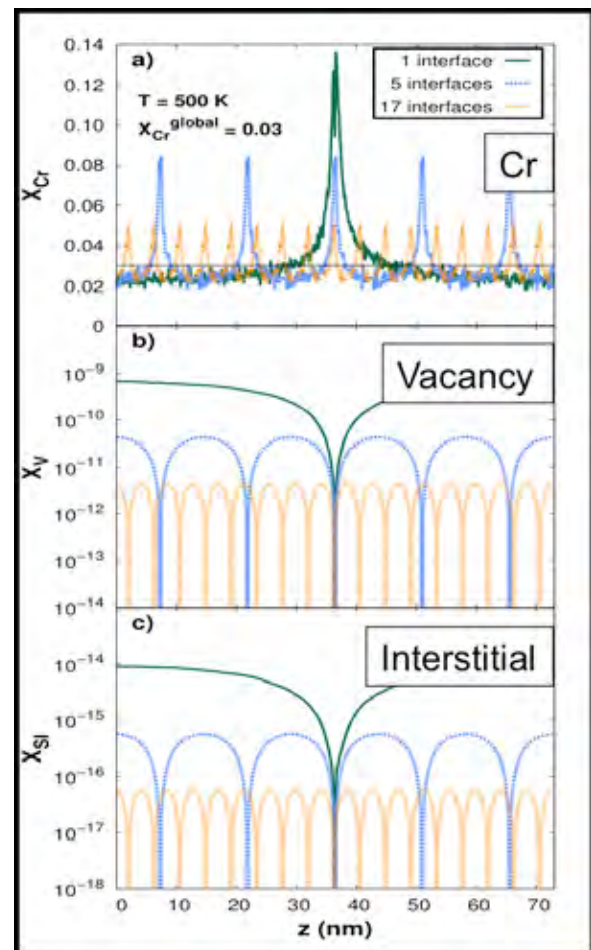 a)
T = 500 K
X_Cr^global = 0.03
1 interface
5 interfaces
17 interfaces
Cr
X_Cr
0.14
0.12
0.10
0.08
0.06
0.04
0.02
0
b)
Vacancy
X_V
10⁻⁹
10⁻¹⁰
10⁻¹¹
10⁻¹²
10⁻¹³
10⁻¹⁴
c)
Interstitial
X_SI
10⁻¹⁴
10⁻¹⁵
10⁻¹⁶
10⁻¹⁷
10⁻¹⁸
0 10 20 30 40 50 60 70
z (nm)